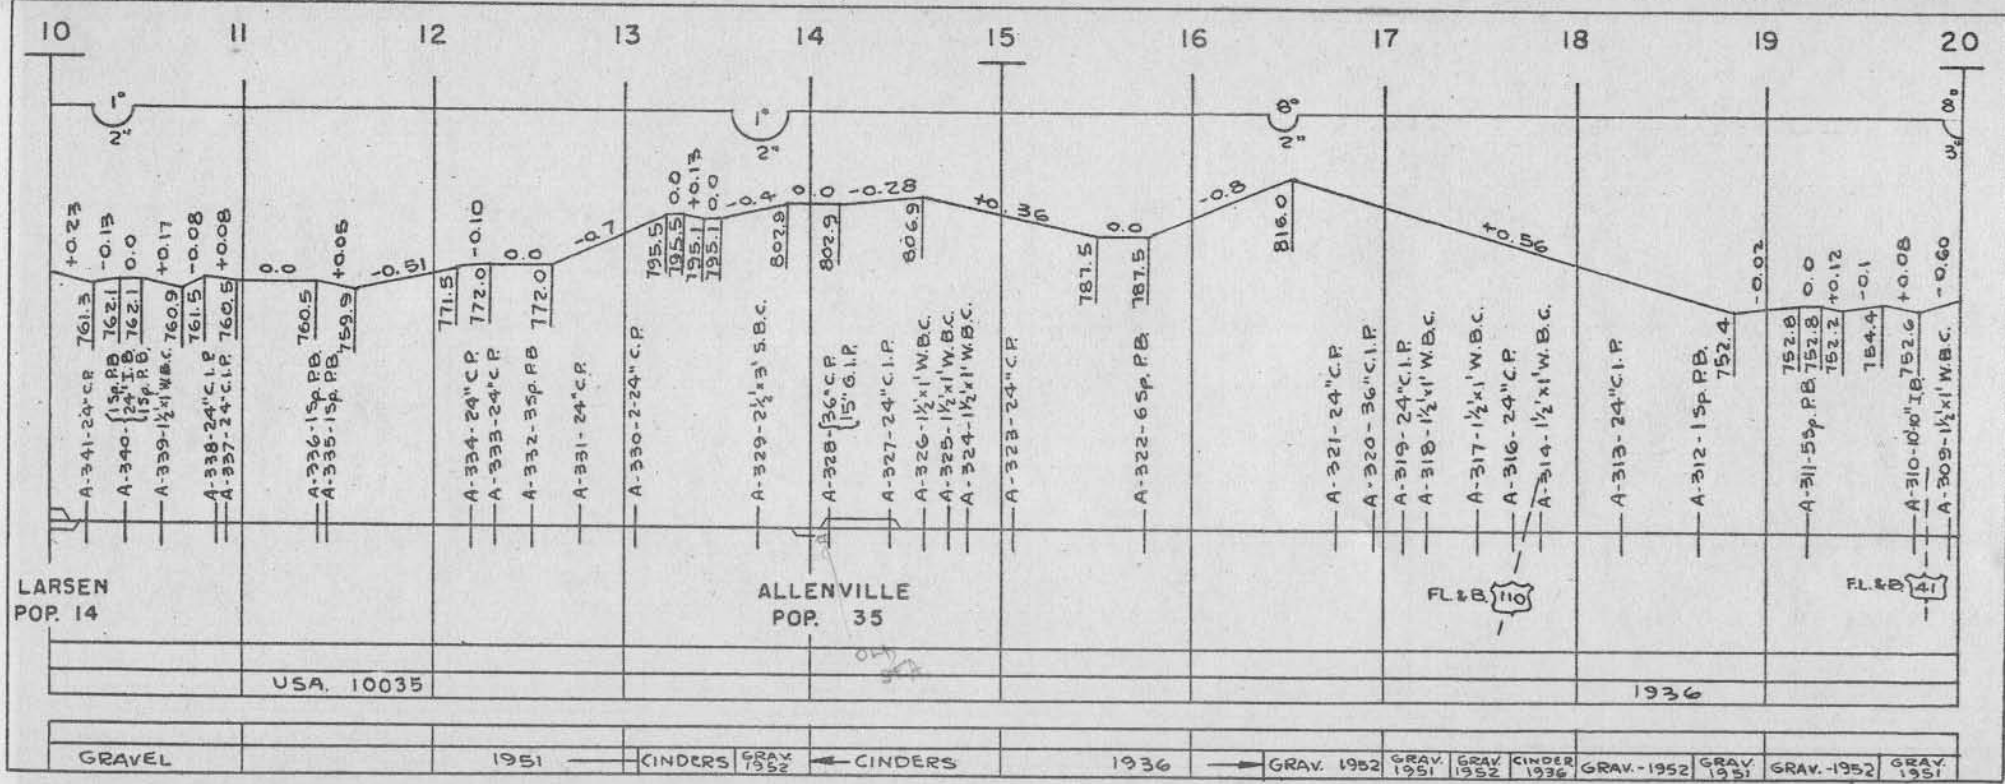 10 11 12 13 14 15 16 17 18 19 20
1° 2"
1° 2"
2"
+0.23 -0.13 0.0 +0.17 -0.08 +0.08 0.0 +0.05 -0.51 -0.10 0.0 -0.7 0.0 +0.13 0.0 -0.4 0.0 -0.28 -0.8 +0.56 -0.02 0.0 +0.12 -0.1 +0.08 -0.60
761.3 762.1 762.1 760.9 761.5 760.5 760.5 759.9 771.5 772.0 772.0 795.5 795.5 795.1 795.1 802.9 802.9 806.9 787.5 787.5 816.0 752.4 752.8 752.8 752.2 754.4 752.6
A-341-24" C.P.
A-340-{1 Sp. P.B.
24" I.B.
1 Sp. P.B.
A-339-1½'x1' W.B.C.
A-338-24" C.I.P.
A-337-24" C.I.P.
A-336-1 Sp. P.B.
A-335-1 Sp. P.B.
A-334-24" C.P.
A-333-24" C.P.
A-332-3 Sp. P.B
A-331-24" C.P.
A-330-2-24" C.P.
A-329-2½'x3' S.B.C.
A-328-{36" C.P.
15" G.I.P.
A-327-24" C.I.P.
A-326-1½'x1' W.B.C.
A-325-1½'x1' W.B.C.
A-324-1½'x1' W.B.C.
A-323-24" C.P.
A-322-6 Sp. P.B.
A-321-24" C.P.
A-320-36" C.I.P.
A-319-24" C.I.P.
A-318-1½'x1' W.B.C.
A-317-1½'x1' W.B.C.
A-316-24" C.P.
A-314-1½'x1' W.B.C.
A-313-24" C.I.P.
A-312-1 Sp. P.B.
A-311-5 Sp. P.B.
A-310-10'10" I.B.
A-309-1½'x1' W.B.C.
LARSEN
POP. 14
ALLENVILLE
POP. 35
FL & B. 110
F.L. & B. 41
USA. 10035
1936
GRAVEL 1951 CINDERS GRAV. 1952 CINDERS 1936 GRAV. 1952 GRAV. 1951 GRAV. 1952 CINDER 1936 GRAV.-1952 GRAV. 1951 GRAV.-1952 GRAV. 1951